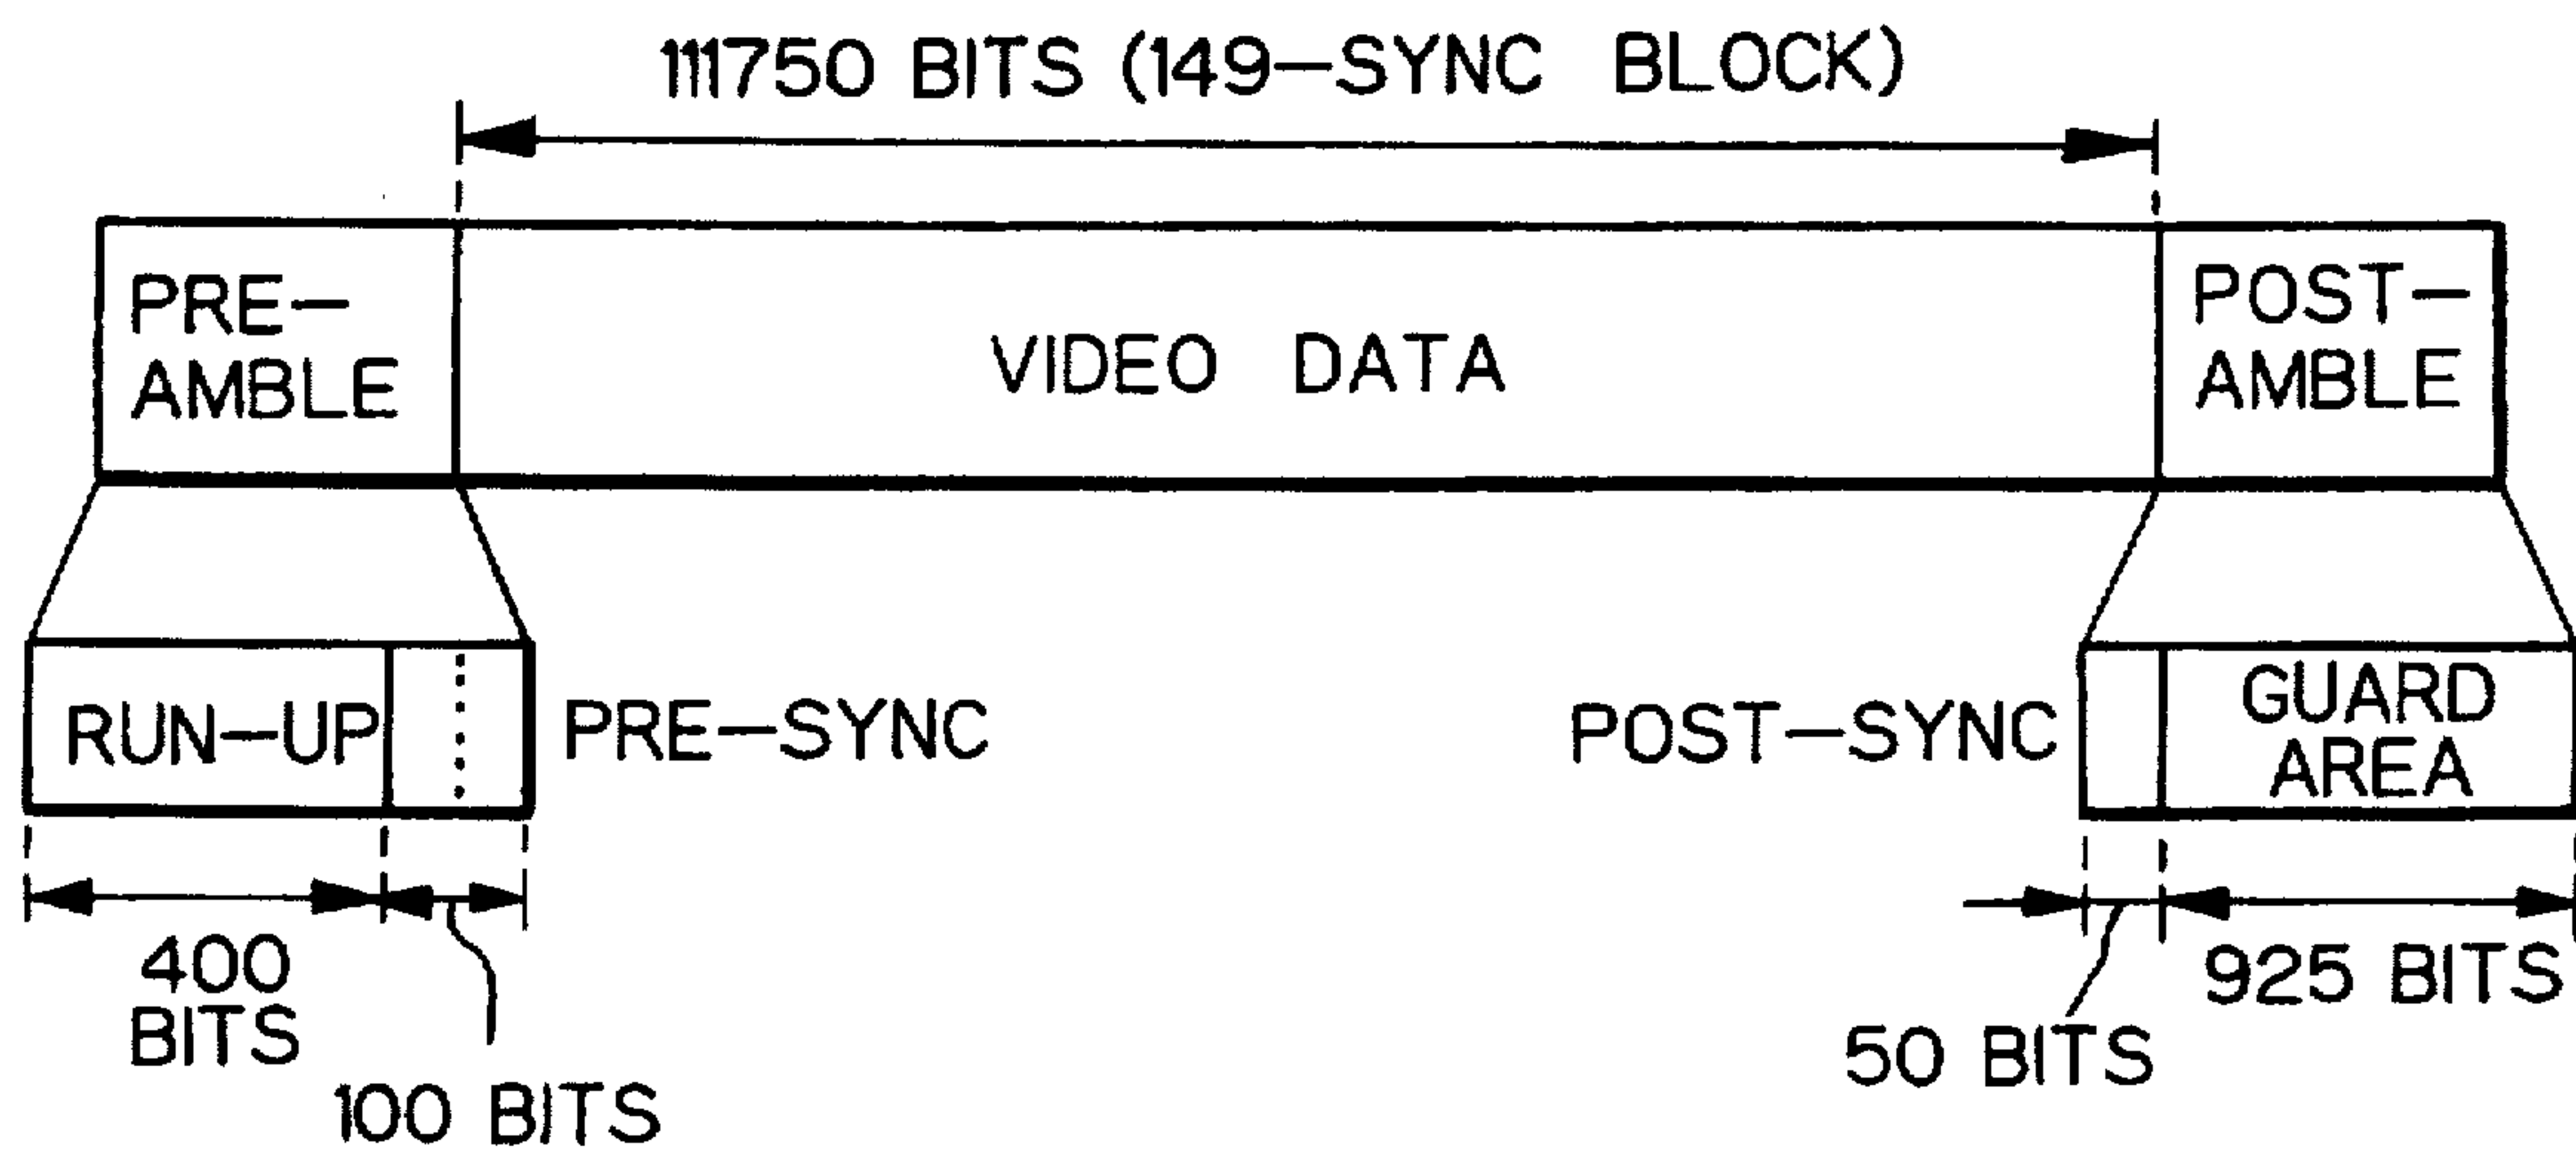 111750 BITS (149-SYNC BLOCK)
PRE-
AMBLE
VIDEO DATA
POST-
AMBLE
RUN-UP
PRE-SYNC
POST-SYNC
GUARD
AREA
400
BITS
100 BITS
50 BITS
925 BITS